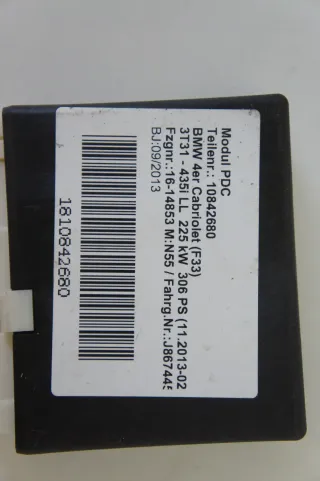 Modul PDC
Teilenr.: 10842680
BMW 4er Cabriolet (F33)
3T31 - 435i LL 225 kW 306 PS (11.2013-02
Fzgnr.:16-14853 M:N55 / Fahrg.Nr.:J867445
BJ:09/2013
1810842680